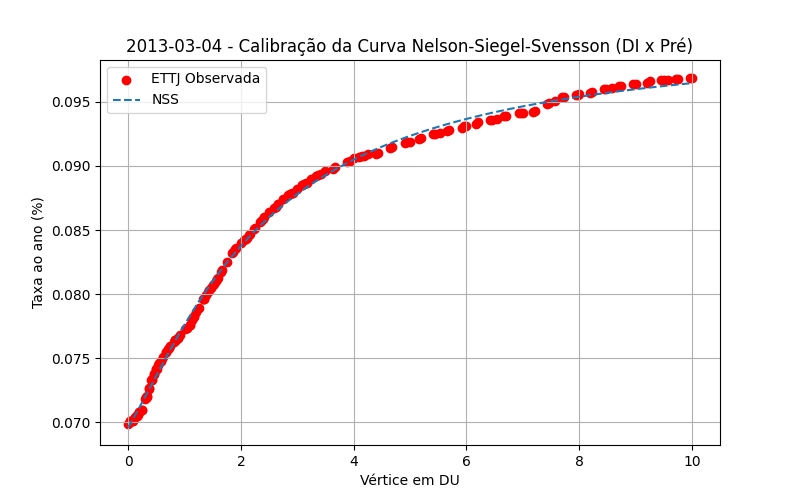 2013-03-04 - Calibração da Curva Nelson-Siegel-Svensson (DI x Pré)
ETTJ Observada
NSS
Taxa ao ano (%)
0.095
0.090
0.085
0.080
0.075
0.070
0 2 4 6 8 10
Vértice em DU